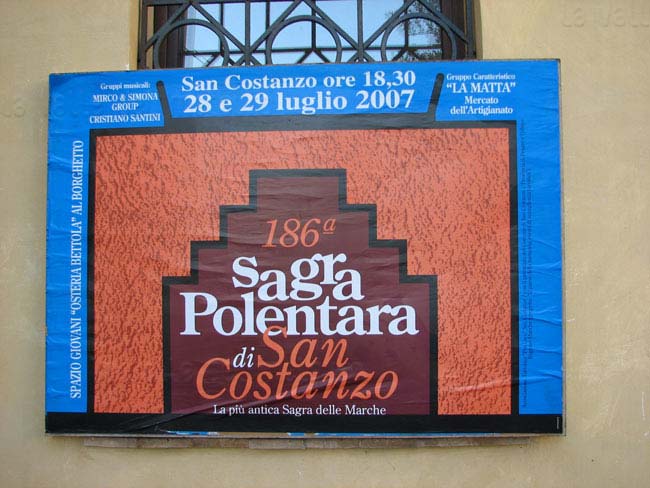 Gruppi musicali:
MIRCO & SIMONA
GROUP
CRISTIANO SANTINI
San Costanzo ore 18,30
28 e 29 luglio 2007
Gruppo Caratteristico
"LA MATTA"
Mercato
dell'Artigianato
SPAZIO GIOVANI "OSTERIA BETTOLA" AL BORGHETTO
186ª
Sagra
Polentara
di San
Costanzo
La più antica Sagra delle Marche